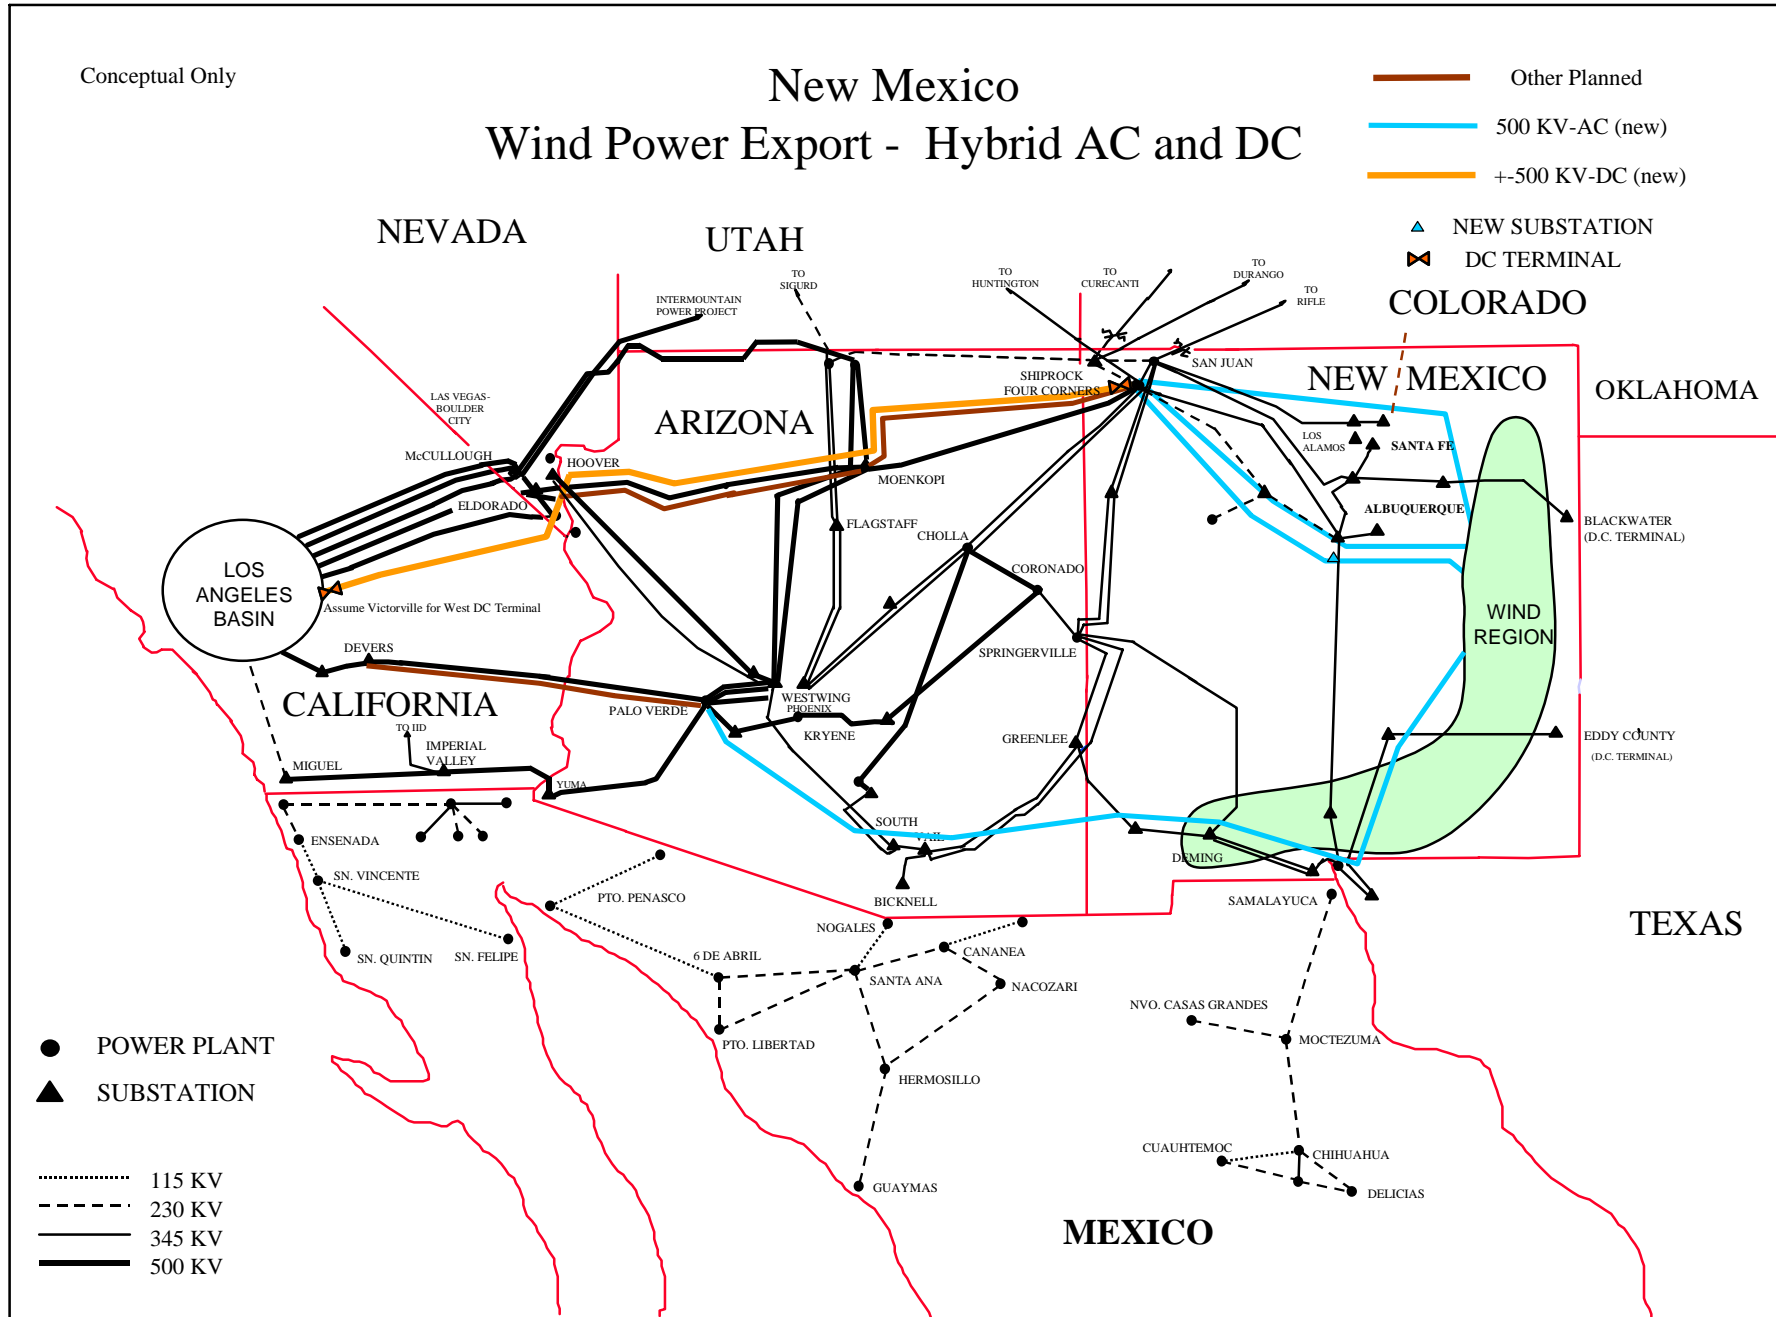 Conceptual Only
New Mexico
Wind Power Export - Hybrid AC and DC
Other Planned
500 KV-AC (new)
+-500 KV-DC (new)
NEW SUBSTATION
DC TERMINAL
NEVADA
UTAH
COLORADO
TO
SIGURD
TO
HUNTINGTON
TO
CURECANTI
TO
DURANGO
TO
RIFLE
INTERMOUNTAIN
POWER PROJECT
SAN JUAN
SHIPROCK
FOUR CORNERS
NEW MEXICO
OKLAHOMA
LAS VEGAS-
BOULDER
CITY
ARIZONA
LOS
ALAMOS
SANTA FE
McCULLOUGH
HOOVER
MOENKOPI
ELDORADO
FLAGSTAFF
CHOLLA
ALBUQUERQUE
BLACKWATER
(D.C. TERMINAL)
LOS
ANGELES
BASIN
CORONADO
Assume Victorville for West DC Terminal
WIND
REGION
DEVERS
SPRINGERVILLE
CALIFORNIA
PALO VERDE
WESTWING
PHOENIX
KRYENE
TO IID
IMPERIAL
VALLEY
GREENLEE
EDDY COUNTY
(D.C. TERMINAL)
MIGUEL
YUMA
SOUTH
VAIL
DEMING
ENSENADA
SN. VINCENTE
PTO. PENASCO
BICKNELL
SAMALAYUCA
TEXAS
NOGALES
SN. QUINTIN
SN. FELIPE
6 DE ABRIL
CANANEA
SANTA ANA
NACOZARI
NVO. CASAS GRANDES
POWER PLANT
PTO. LIBERTAD
MOCTEZUMA
SUBSTATION
HERMOSILLO
CUAUHTEMOC
CHIHUAHUA
115 KV
GUAYMAS
DELICIAS
230 KV
MEXICO
345 KV
500 KV